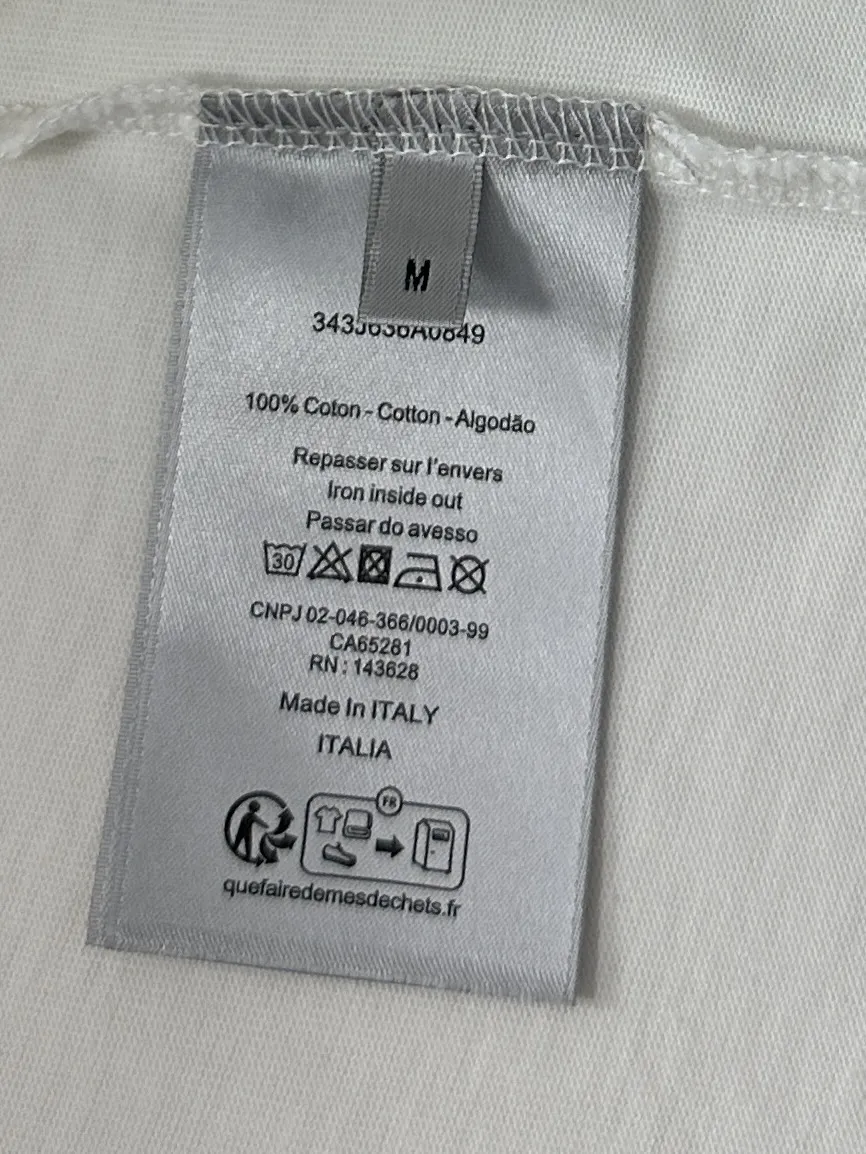 M
100% Coton - Cotton - Algodão
Repasser sur l'envers
Iron inside out
Passar do avesso
30
CNPJ 02-046-366/0003-99
CA65281
RN : 143628
Made In ITALY
ITALIA
FR
quefairedemesdechets.fr